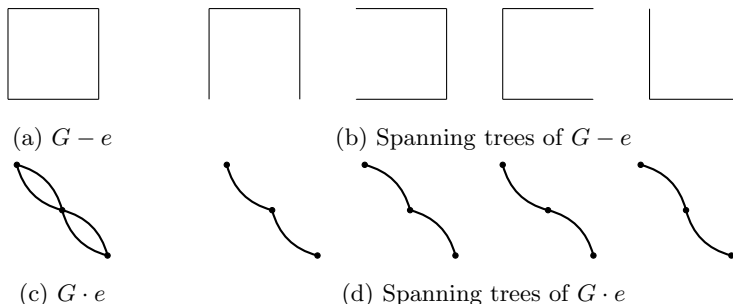 (a) G − e
(b) Spanning trees of G − e
(c) G · e
(d) Spanning trees of G · e